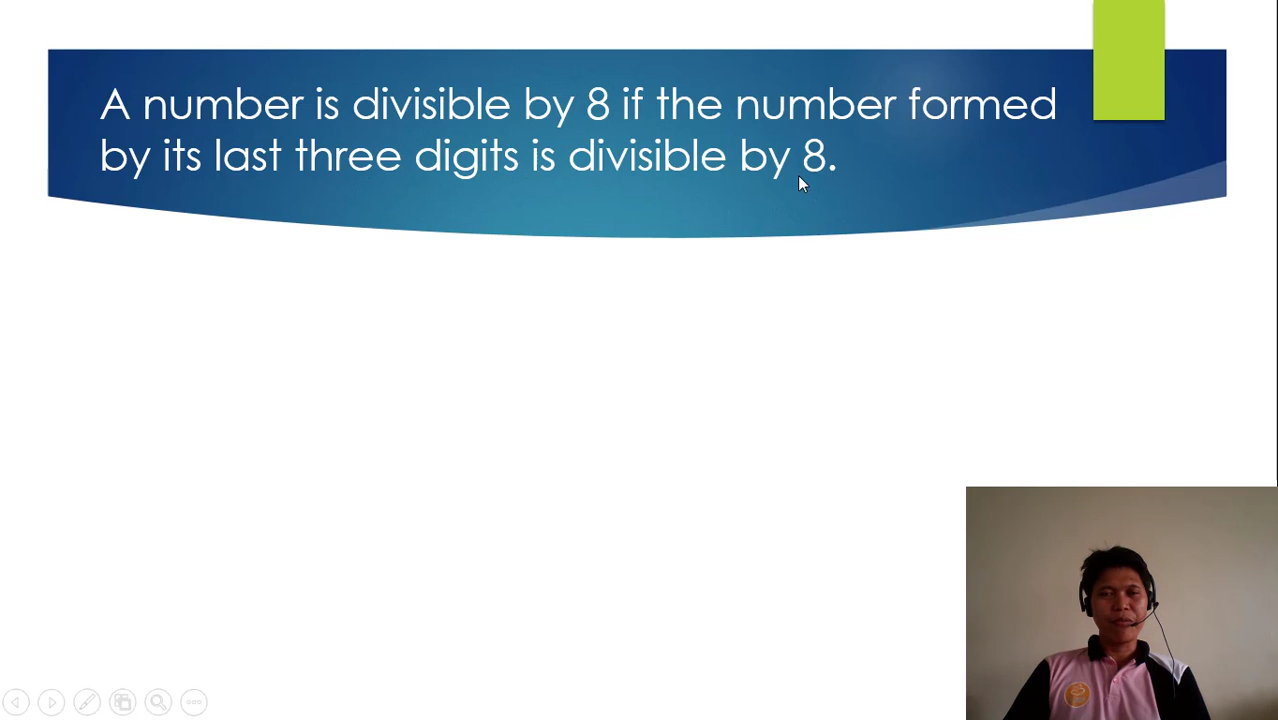 A number is divisible by 8 if the number formed
by its last three digits is divisible by 8.